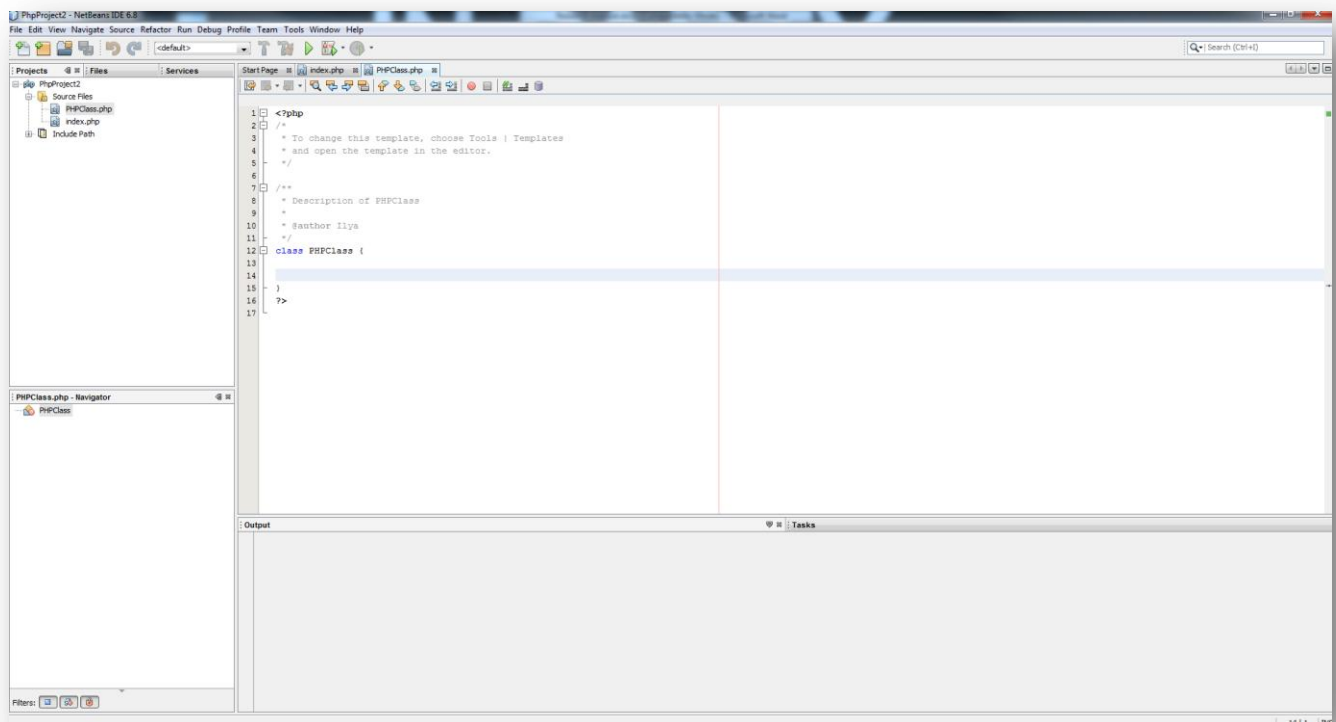 PhpProject2 - NetBeans IDE 6.8
File Edit View Navigate Source Refactor Run Debug Profile Team Tools Window Help
<default>
Search (Ctrl+I)
Projects Files Services
PhpProject2
Source Files
PHPClass.php
index.php
Include Path
Start Page index.php PHPClass.php
1 <?php
2 /*
3 * To change this template, choose Tools | Templates
4 * and open the template in the editor.
5 */
6
7 /**
8 * Description of PHPClass
9 *
10 * @author Ilya
11 */
12 class PHPClass {
13
14
15 }
16 ?>
17
PHPClass.php - Navigator
PHPClass
Output Tasks
Filters: